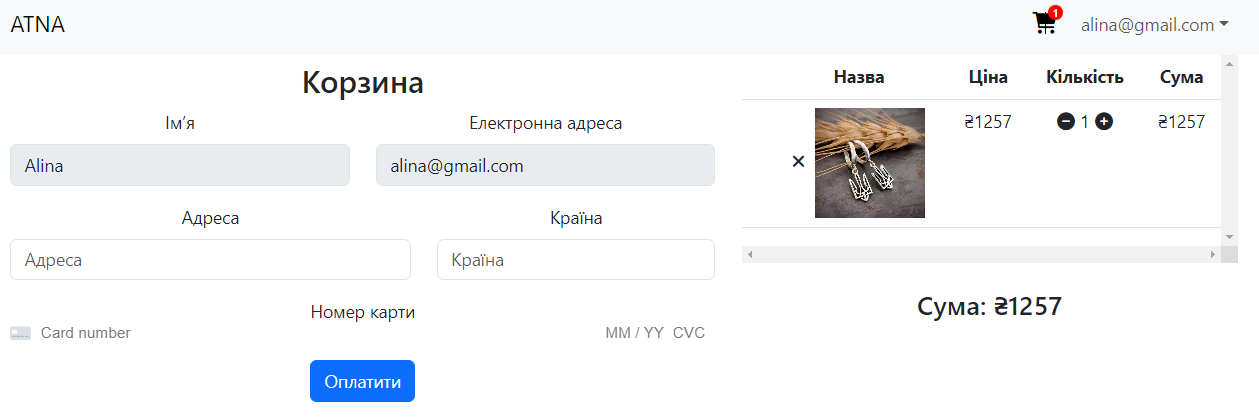 ATNA
1
alina@gmail.com
Корзина
Ім’я
Електронна адреса
Alina
alina@gmail.com
Адреса
Країна
Адреса
Країна
Номер карти
Card number
MM / YY CVC
Оплатити
Назва Ціна Кількість Сума
₴1257 1 ₴1257
Сума: ₴1257